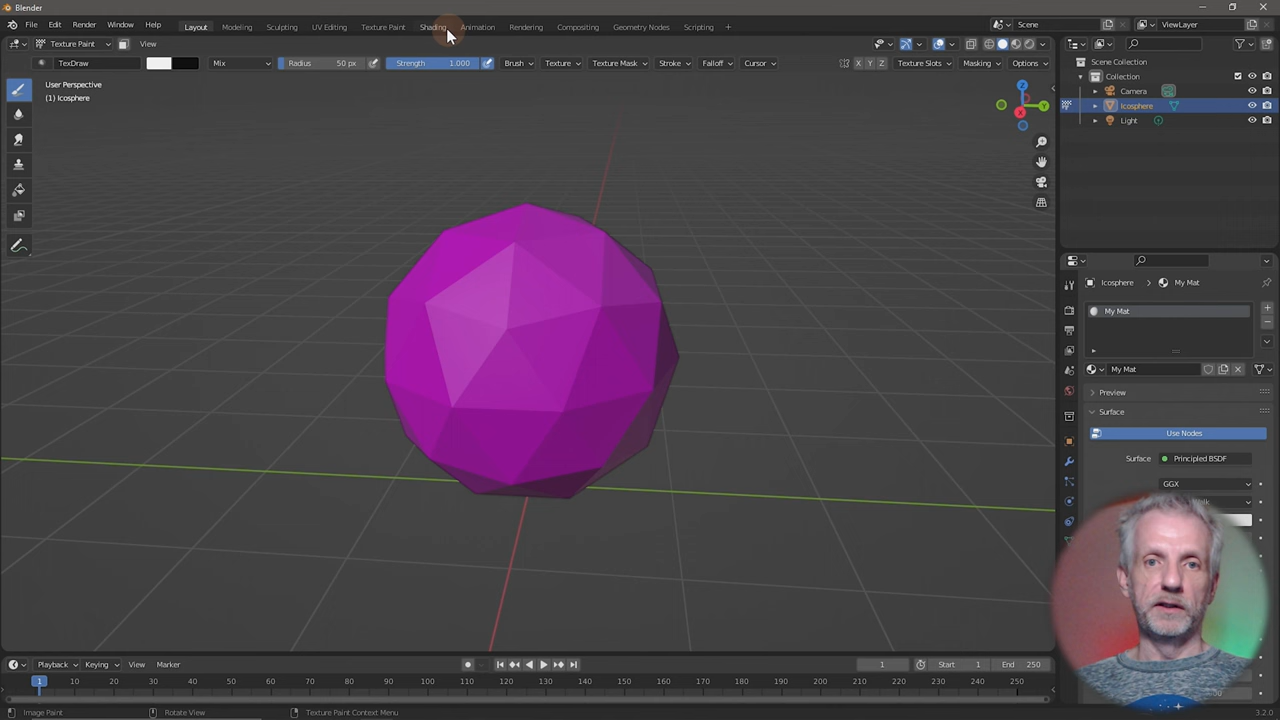 Blender
File Edit Render Window Help Layout Modeling Sculpting UV Editing Texture Paint Shading Animation Rendering Compositing Geometry Nodes Scripting + Scene ViewLayer
Texture Paint View
TexDraw Mix Radius 50 px Strength 1.000 Brush Texture Texture Mask Stroke Falloff Cursor X Y Z Texture Slots Masking Options
User Perspective
(1) Icosphere
Z
Y
X
Scene Collection
Collection
Camera
Icosphere
Light
Icosphere > My Mat
My Mat
My Mat
Preview
Surface
Use Nodes
Surface Principled BSDF
GGX
Playback Keying View Marker 1 Start 1 End 250
1 10 20 30 40 50 60 70 80 90 100 110 120 130 140 150 160 170 180 190 200 210 220 230 240 250
Image Paint Rotate View Texture Paint Context Menu 3.2.0